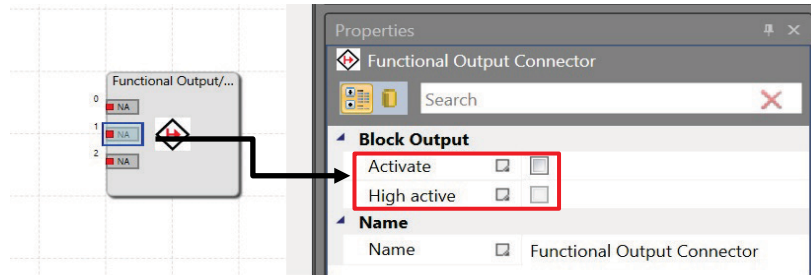 Functional Output/...
0
NA
1
NA
2
NA
Properties
Functional Output Connector
Search
Block Output
Activate
High active
Name
Name Functional Output Connector